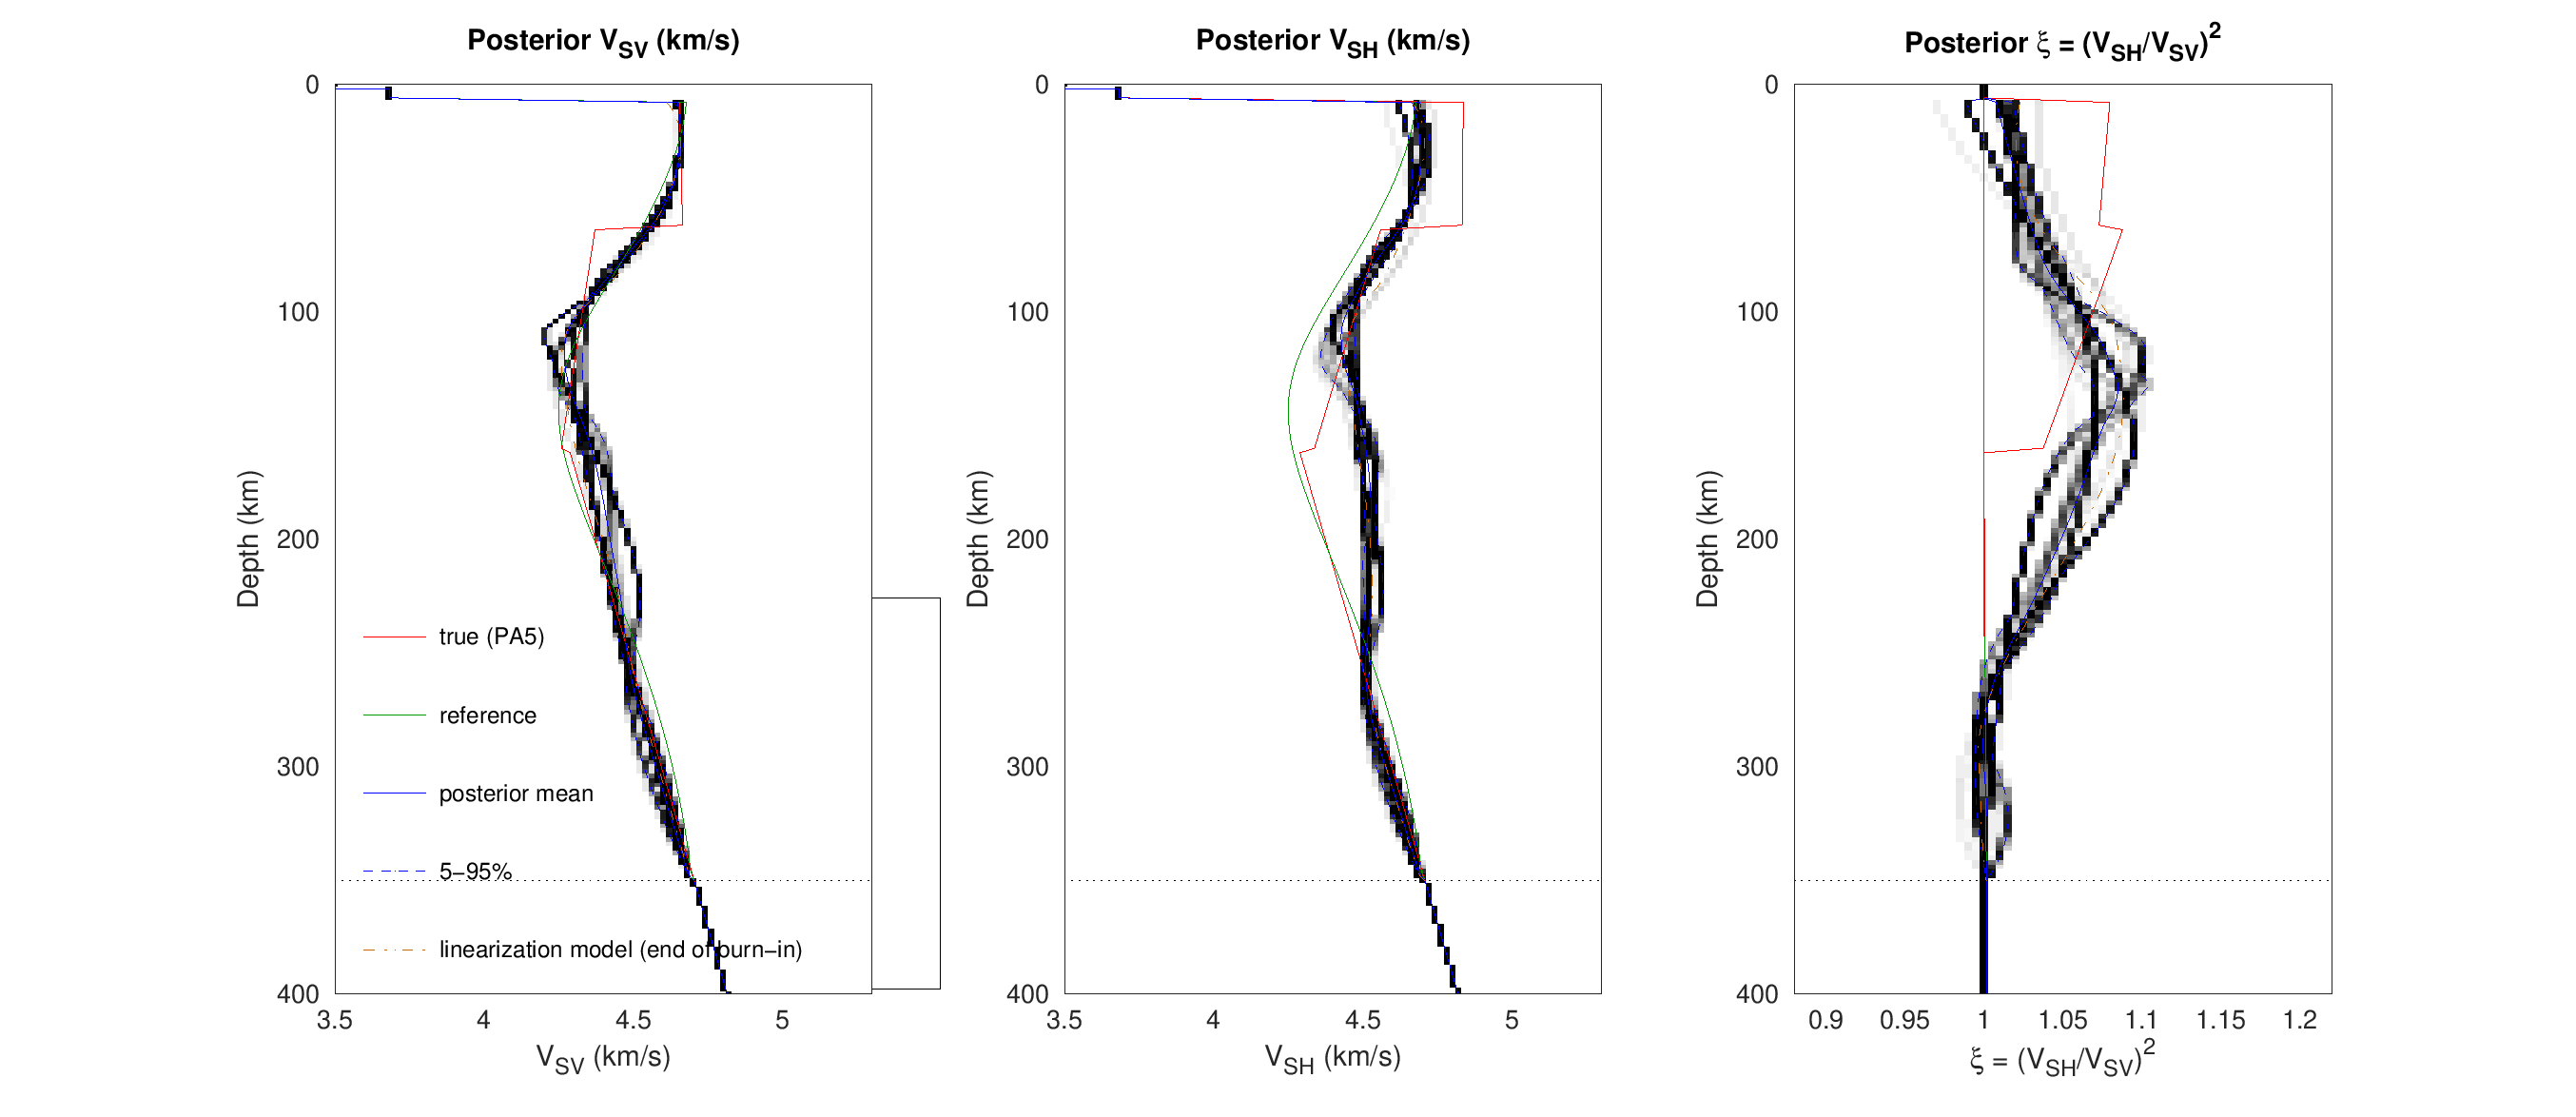 Posterior V_SV (km/s)
0
100
200
300
400
Depth (km)
true (PA5)
reference
posterior mean
5−95%
linearization model (end of burn−in)
3.5 4 4.5 5
V_SV (km/s)
Posterior V_SH (km/s)
0
100
200
300
400
Depth (km)
3.5 4 4.5 5
V_SH (km/s)
Posterior ξ = (V_SH/V_SV)^2
0
100
200
300
400
Depth (km)
0.9 0.95 1 1.05 1.1 1.15 1.2
ξ = (V_SH/V_SV)^2